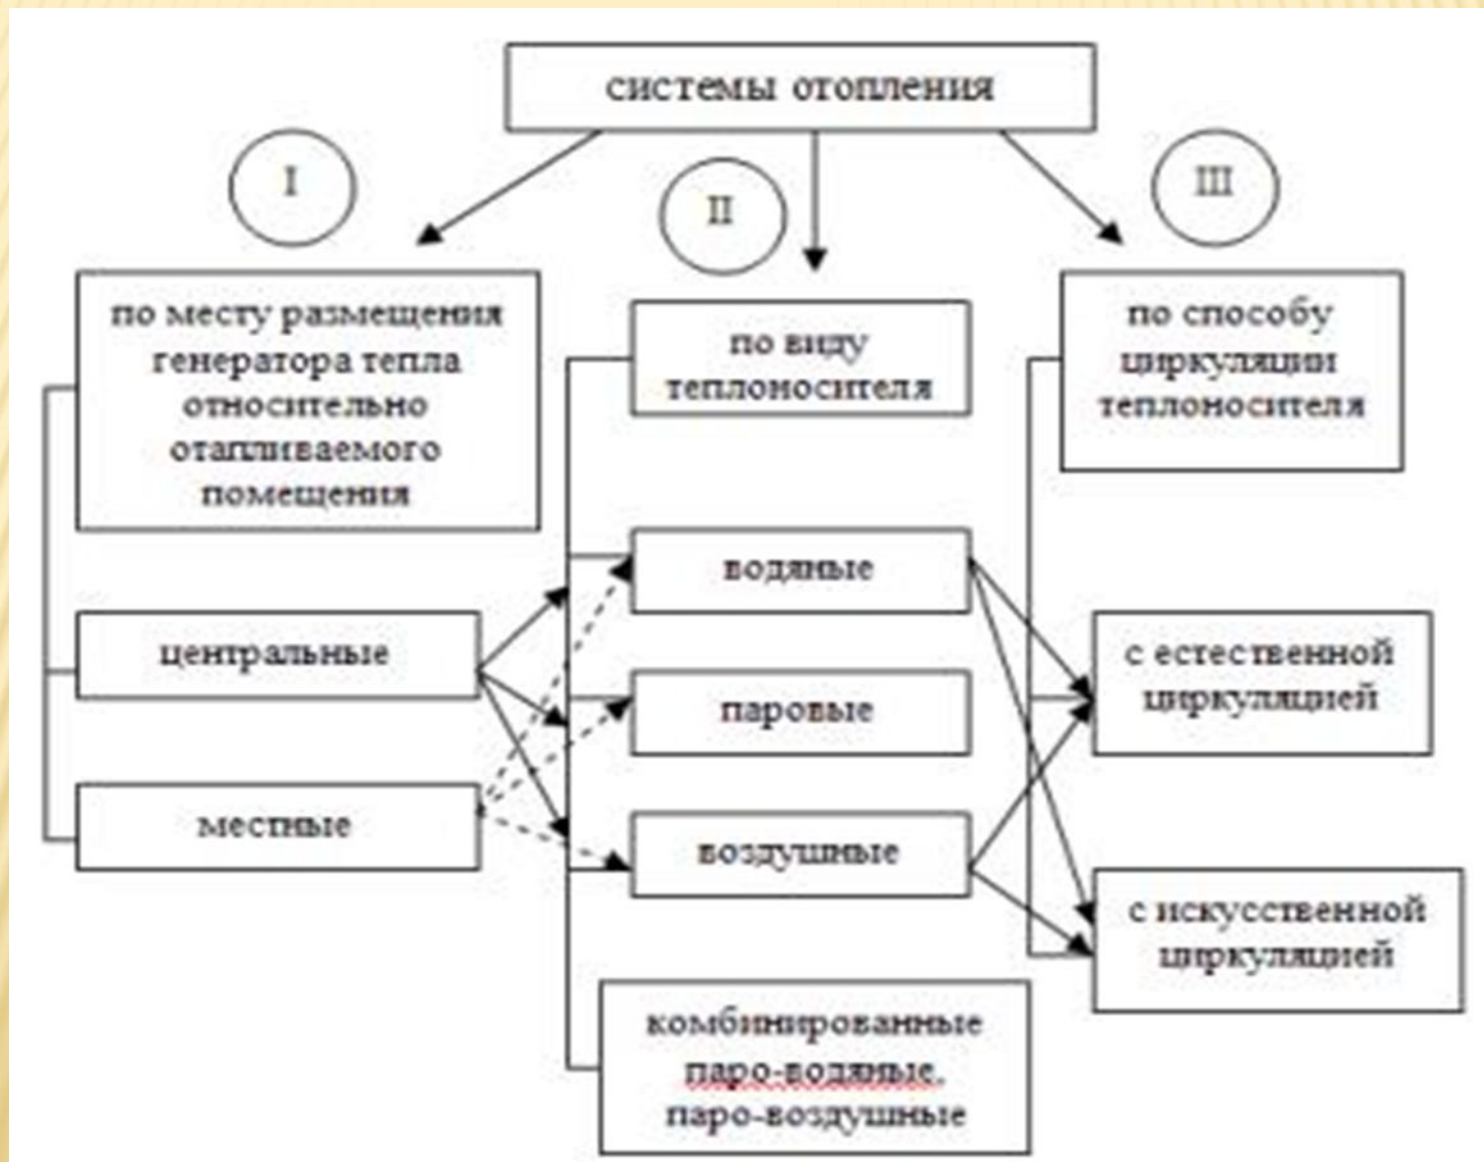 системы отопления
I
II
III
по месту размещения
генератора тепла
относительно
отапливаемого
помещения
по виду
теплоносителя
по способу
циркуляции
теплоносителя
центральные
местные
водяные
паровые
воздушные
комбинированные
паро-водяные,
паро-воздушные
с естественной
циркуляцией
с искусственной
циркуляцией